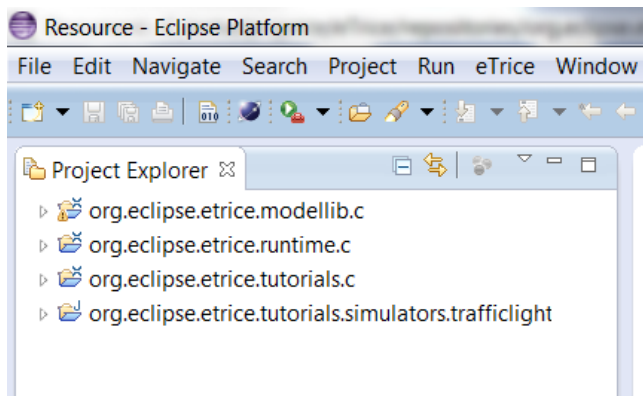 Resource - Eclipse Platform
File Edit Navigate Search Project Run eTrice Window
010
Project Explorer
org.eclipse.etrice.modellib.c
org.eclipse.etrice.runtime.c
org.eclipse.etrice.tutorials.c
org.eclipse.etrice.tutorials.simulators.trafficlight